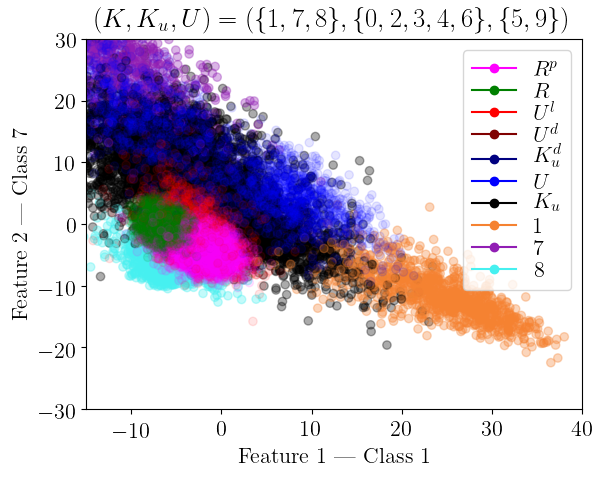 (K, K_u, U) = ({1, 7, 8}, {0, 2, 3, 4, 6}, {5, 9})
30
20
10
0
−10
−20
−30
Feature 2 — Class 7
R^p
R
U^l
U^d
K_u^d
U
K_u
1
7
8
−10
0
10
20
30
40
Feature 1 — Class 1